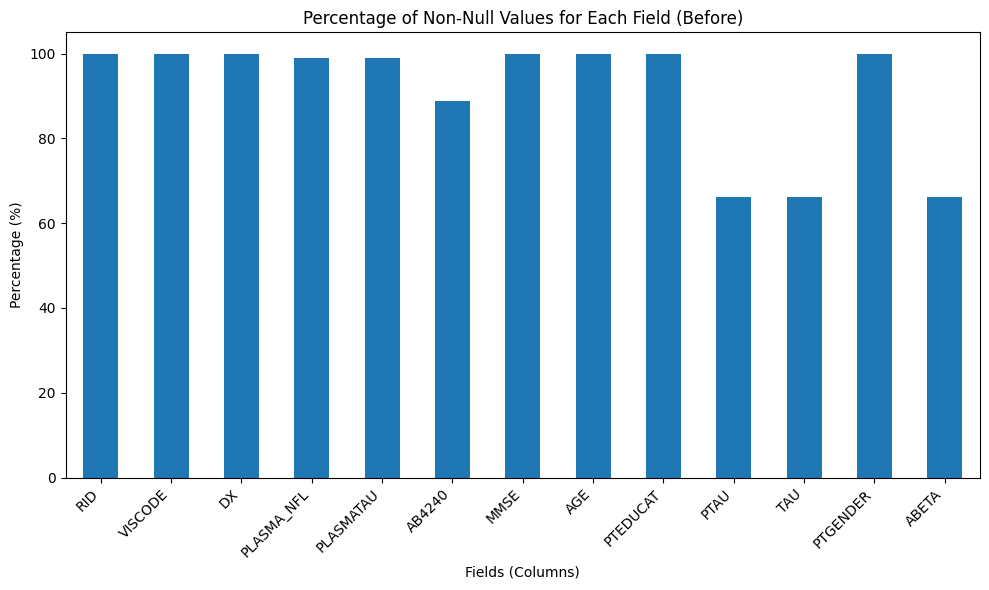 Percentage of Non-Null Values for Each Field (Before)
Percentage (%)
100
80
60
40
20
0
RID
VISCODE
DX
PLASMA_NFL
PLASMATAU
AB4240
MMSE
AGE
PTEDUCAT
PTAU
TAU
PTGENDER
ABETA
Fields (Columns)